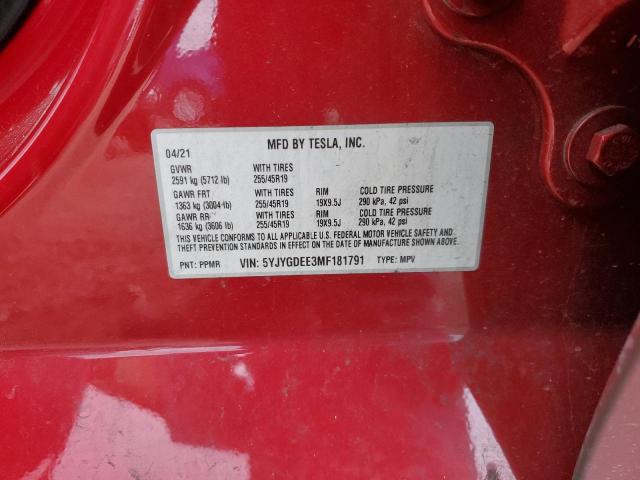 MFD BY TESLA, INC.
04/21
GVWR WITH TIRES
2591 kg (5712 lb) 255/45R19
GAWR FRT WITH TIRES RIM COLD TIRE PRESSURE
1363 kg (3004 lb) 255/45R19 19X9.5J 290 kPa, 42 psi
GAWR RR WITH TIRES RIM COLD TIRE PRESSURE
1636 kg (3606 lb) 255/45R19 19X9.5J 290 kPa, 42 psi
THIS VEHICLE CONFORMS TO ALL APPLICABLE U.S. FEDERAL MOTOR VEHICLE SAFETY AND
THEFT PREVENTION STANDARDS IN EFFECT ON THE DATE OF MANUFACTURE SHOWN ABOVE.
PNT: PPMR VIN: 5YJYGDEE3MF181791 TYPE: MPV